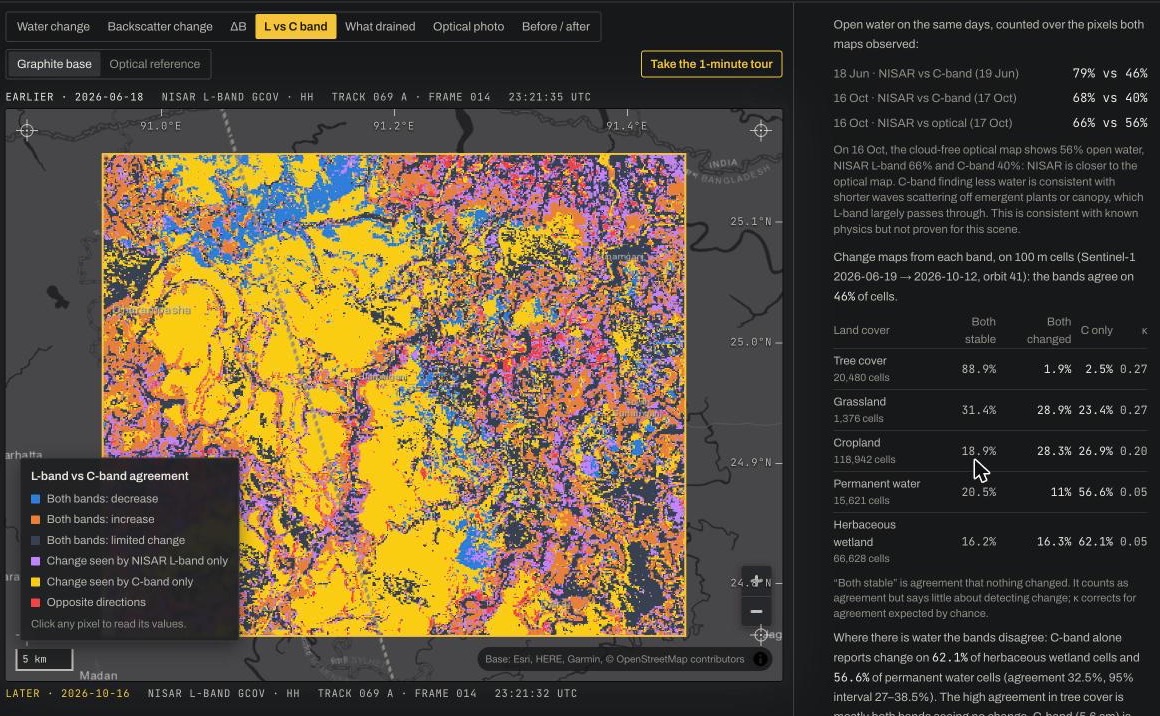 Water change
Backscatter change
ΔB
L vs C band
What drained
Optical photo
Before / after
Graphite base
Optical reference
Take the 1-minute tour
EARLIER · 2026-06-18 NISAR L-BAND GCOV · HH TRACK 069 A · FRAME 014 23:21:35 UTC
91.0°E
91.2°E
91.4°E
INDIA
BANGLADESH
25.1°N
25.0°N
24.9°N
L-band vs C-band agreement
Both bands: decrease
Both bands: increase
Both bands: limited change
Change seen by NISAR L-band only
Change seen by C-band only
Opposite directions
Click any pixel to read its values.
5 km
Madan
Base: Esri, HERE, Garmin, © OpenStreetMap contributors
LATER · 2026-10-16 NISAR L-BAND GCOV · HH TRACK 069 A · FRAME 014 23:21:32 UTC
Open water on the same days, counted over the pixels both
maps observed:
18 Jun · NISAR vs C-band (19 Jun) 79% vs 46%
16 Oct · NISAR vs C-band (17 Oct) 68% vs 40%
16 Oct · NISAR vs optical (17 Oct) 66% vs 56%
On 16 Oct, the cloud-free optical map shows 56% open water,
NISAR L-band 66% and C-band 40%: NISAR is closer to the
optical map. C-band finding less water is consistent with
shorter waves scattering off emergent plants or canopy, which
L-band largely passes through. This is consistent with known
physics but not proven for this scene.
Change maps from each band, on 100 m cells (Sentinel-1
2026-06-19 → 2026-10-12, orbit 41): the bands agree on
46% of cells.
Land cover Both stable Both changed C only κ
Tree cover 88.9% 1.9% 2.5% 0.27
20,480 cells
Grassland 31.4% 28.9% 23.4% 0.27
1,376 cells
Cropland 18.9% 28.3% 26.9% 0.20
118,942 cells
Permanent water 20.5% 11% 56.6% 0.05
15,621 cells
Herbaceous
wetland 16.2% 16.3% 62.1% 0.05
66,628 cells
“Both stable” is agreement that nothing changed. It counts as
agreement but says little about detecting change; κ corrects for
agreement expected by chance.
Where there is water the bands disagree: C-band alone
reports change on 62.1% of herbaceous wetland cells and
56.6% of permanent water cells (agreement 32.5%, 95%
interval 27–38.5%). The high agreement in tree cover is
mostly both bands seeing no change. C-band (5.6 cm) is